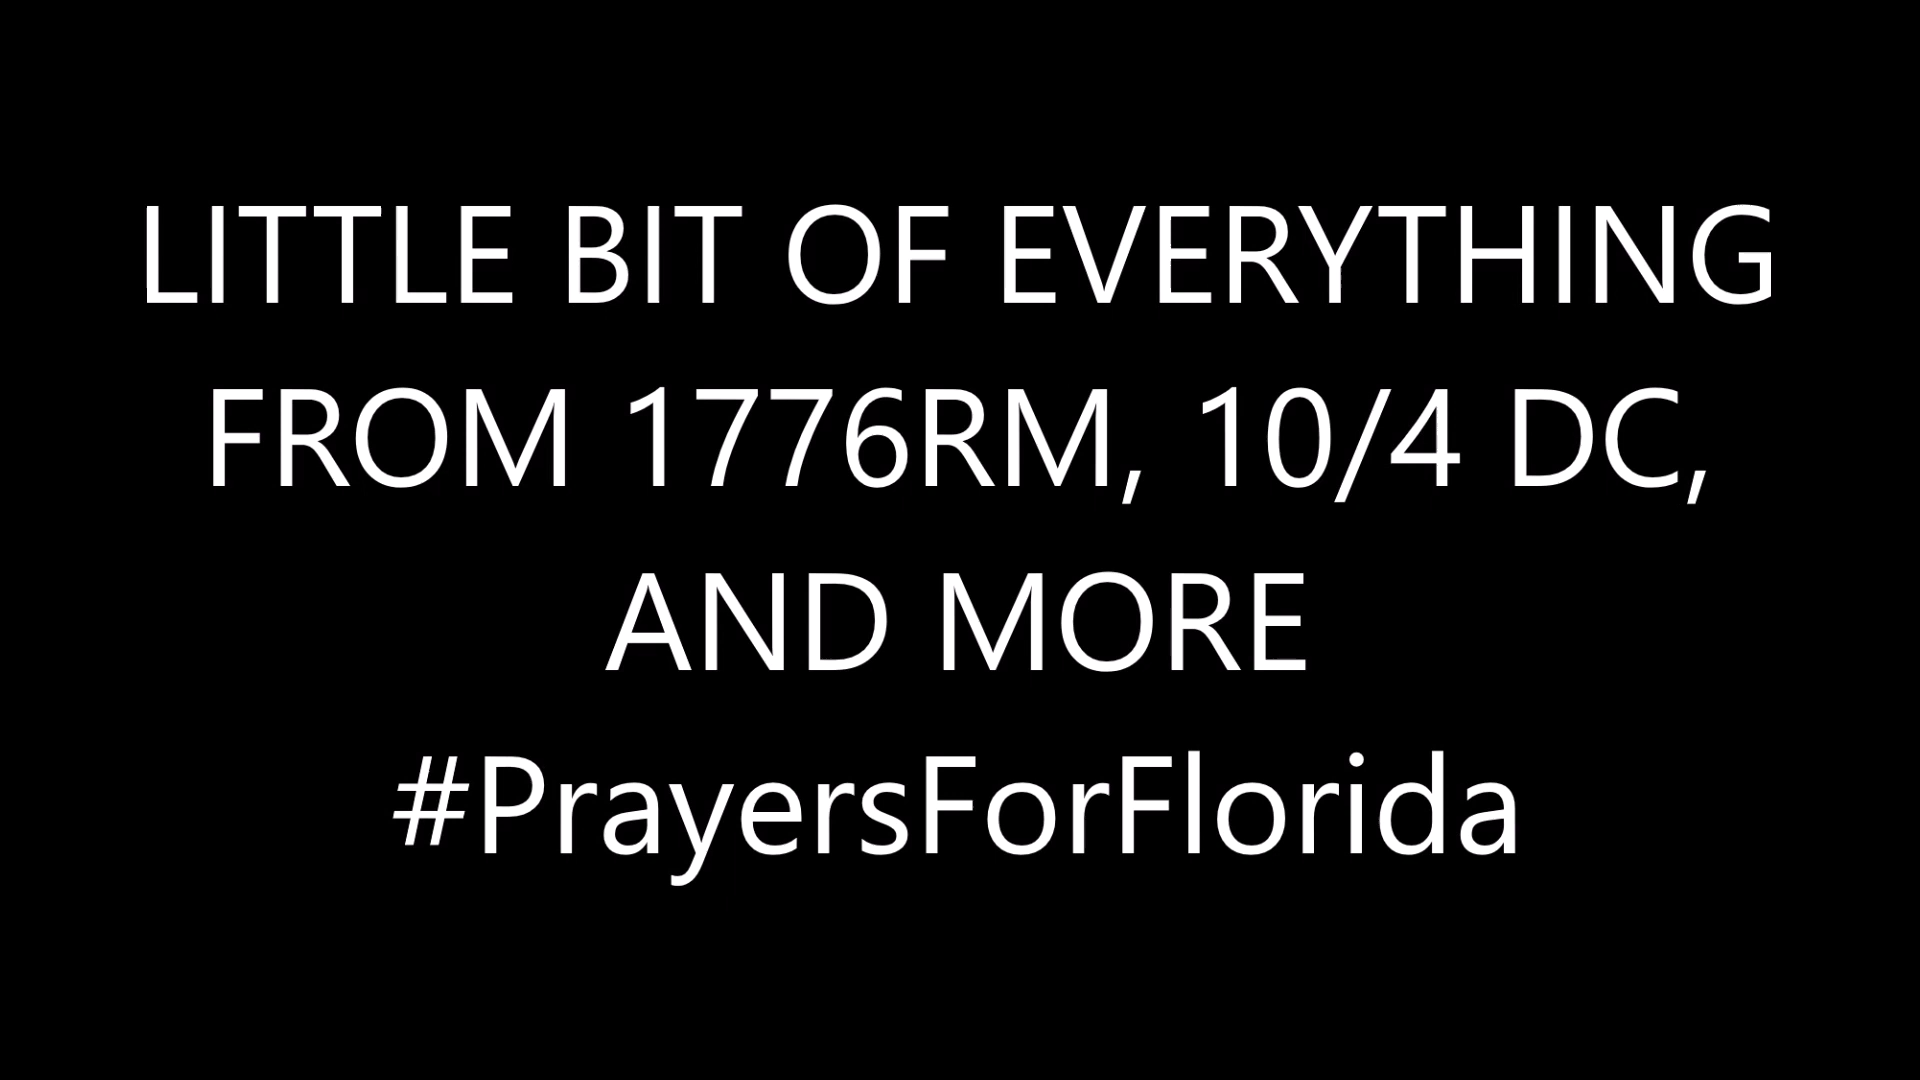 LITTLE BIT OF EVERYTHING
FROM 1776RM, 10/4 DC,
AND MORE
#PrayersForFlorida